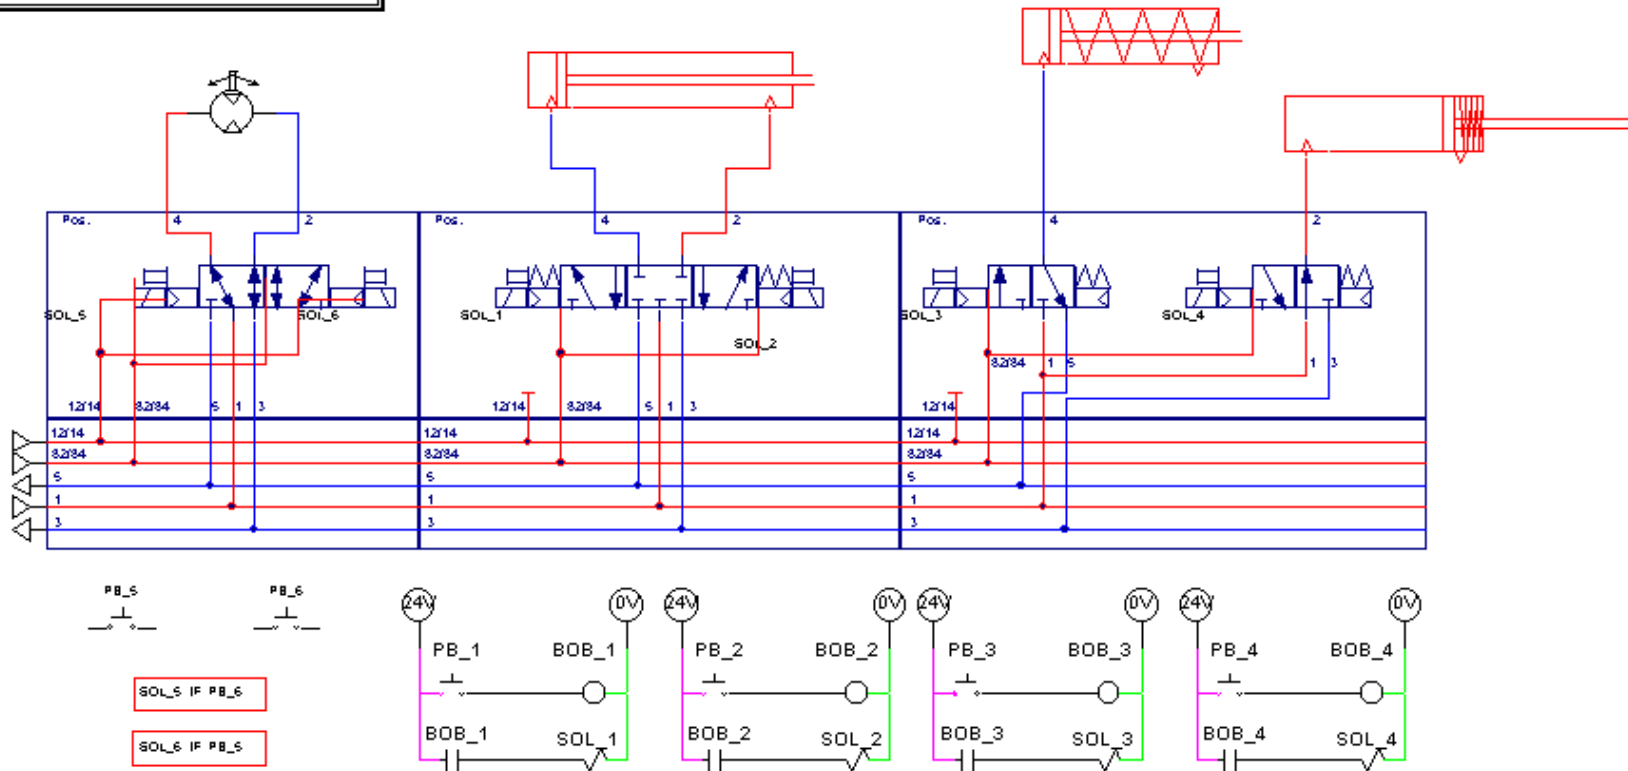 Pos. 4 2
Pos. 4 2
Pos. 4 2
SOL_5 SOL_6
SOL_1 SOL_2
SOL_3 SOL_4
82/84 1 5 1 3
12/14 82/84 5 1 3
12/14 82/84 5 1 3
12/14
12/14 12/14 12/14
82/84 82/84 82/84
5 5 5
1 1 1
3 3 3
PB_5 PB_6
24V 0V 24V 0V 24V 0V 24V 0V
PB_1 BOB_1 PB_2 BOB_2 PB_3 BOB_3 PB_4 BOB_4
SOL_5 IF PB_6
BOB_1 SOL_1 BOB_2 SOL_2 BOB_3 SOL_3 BOB_4 SOL_4
SOL_6 IF PB_5